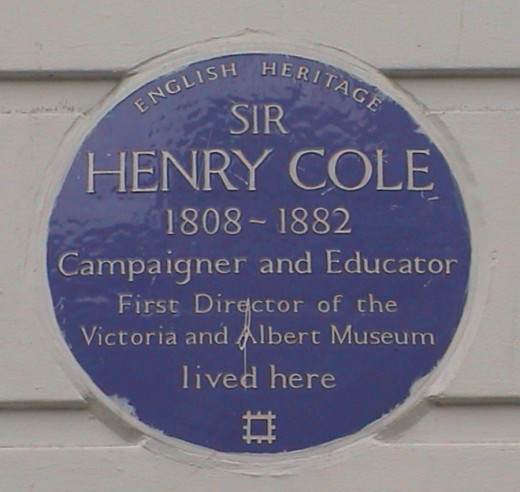 ENGLISH HERITAGE
SIR
HENRY COLE
1808~1882
Campaigner and Educator
First Director of the
Victoria and Albert Museum
lived here